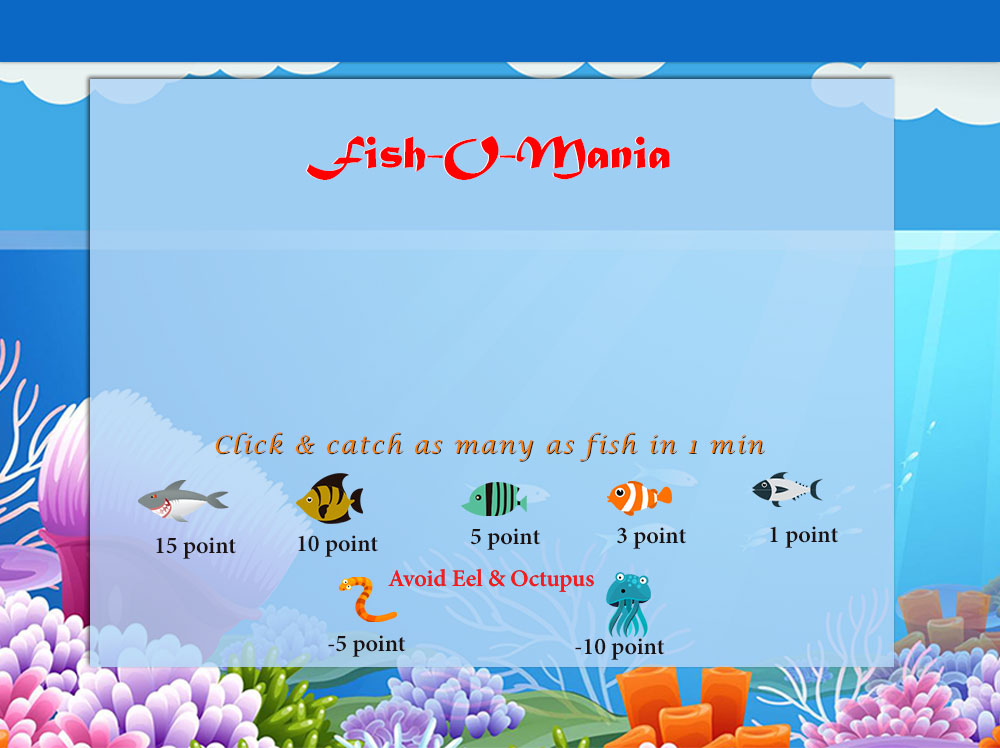 Fish-O-Mania
Click & catch as many as fish in 1 min
15 point
10 point
5 point
3 point
1 point
Avoid Eel & Octupus
-5 point
-10 point